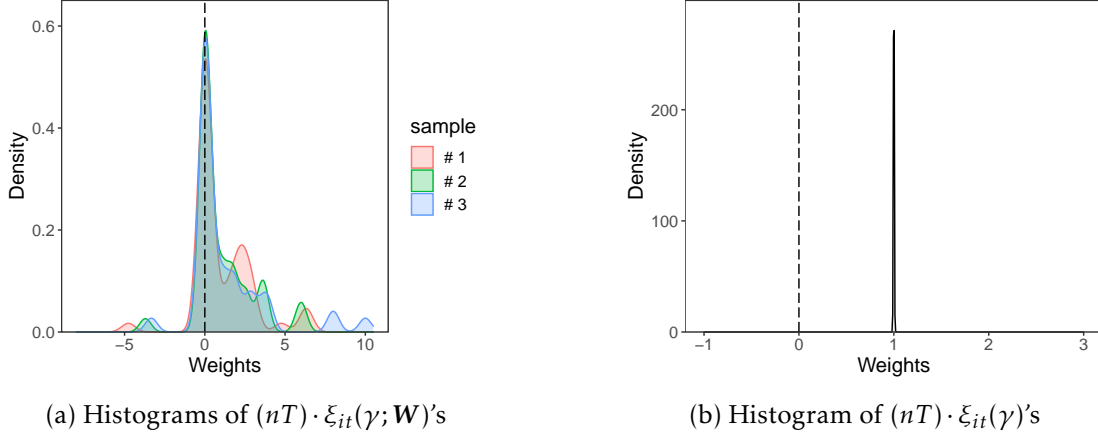 0.6
0.4
0.2
0.0
Density
−5
0
5
10
Weights
sample
# 1
# 2
# 3
(a) Histograms of (nT) · ξit(γ; W)'s
200
100
0
Density
−1
0
1
2
3
Weights
(b) Histogram of (nT) · ξit(γ)'s